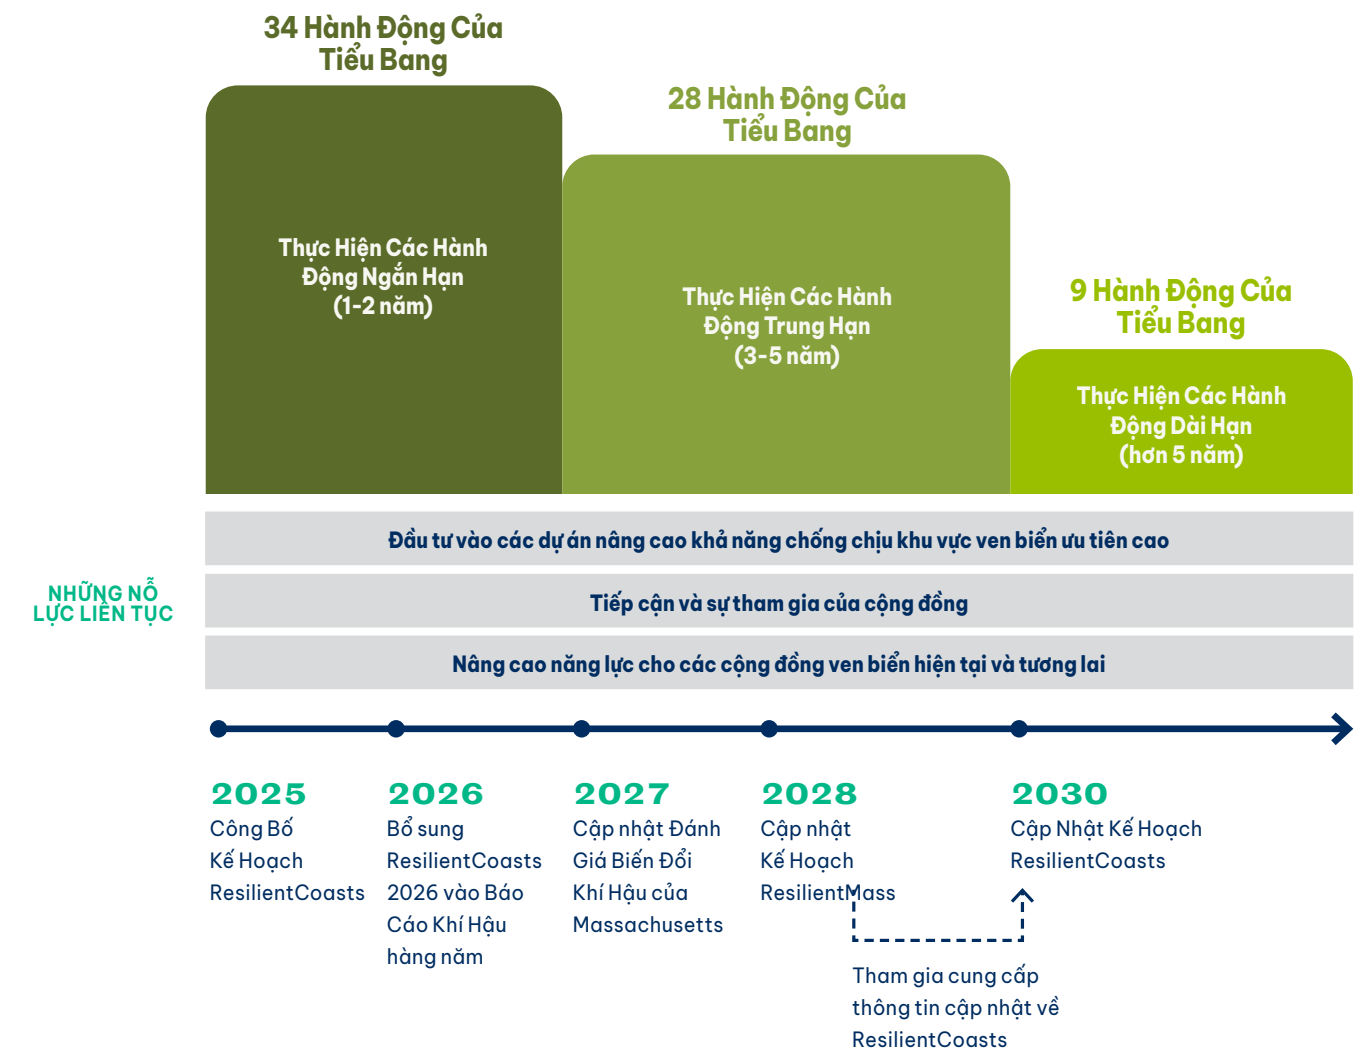 34 Hành Động Của
Tiểu Bang
28 Hành Động Của
Tiểu Bang
9 Hành Động Của
Tiểu Bang
Thực Hiện Các Hành
Động Ngắn Hạn
(1-2 năm)
Thực Hiện Các Hành
Động Trung Hạn
(3-5 năm)
Thực Hiện Các Hành
Động Dài Hạn
(hơn 5 năm)
NHỮNG NỖ
LỰC LIÊN TỤC
Đầu tư vào các dự án nâng cao khả năng chống chịu khu vực ven biển ưu tiên cao
Tiếp cận và sự tham gia của cộng đồng
Nâng cao năng lực cho các cộng đồng ven biển hiện tại và tương lai
2025
Công Bố
Kế Hoạch
ResilientCoasts
2026
Bổ sung
ResilientCoasts
2026 vào Báo
Cáo Khí Hậu
hàng năm
2027
Cập nhật Đánh
Giá Biến Đổi
Khí Hậu của
Massachusetts
2028
Cập nhật
Kế Hoạch
ResilientMass
2030
Cập Nhật Kế Hoạch
ResilientCoasts
Tham gia cung cấp
thông tin cập nhật về
ResilientCoasts